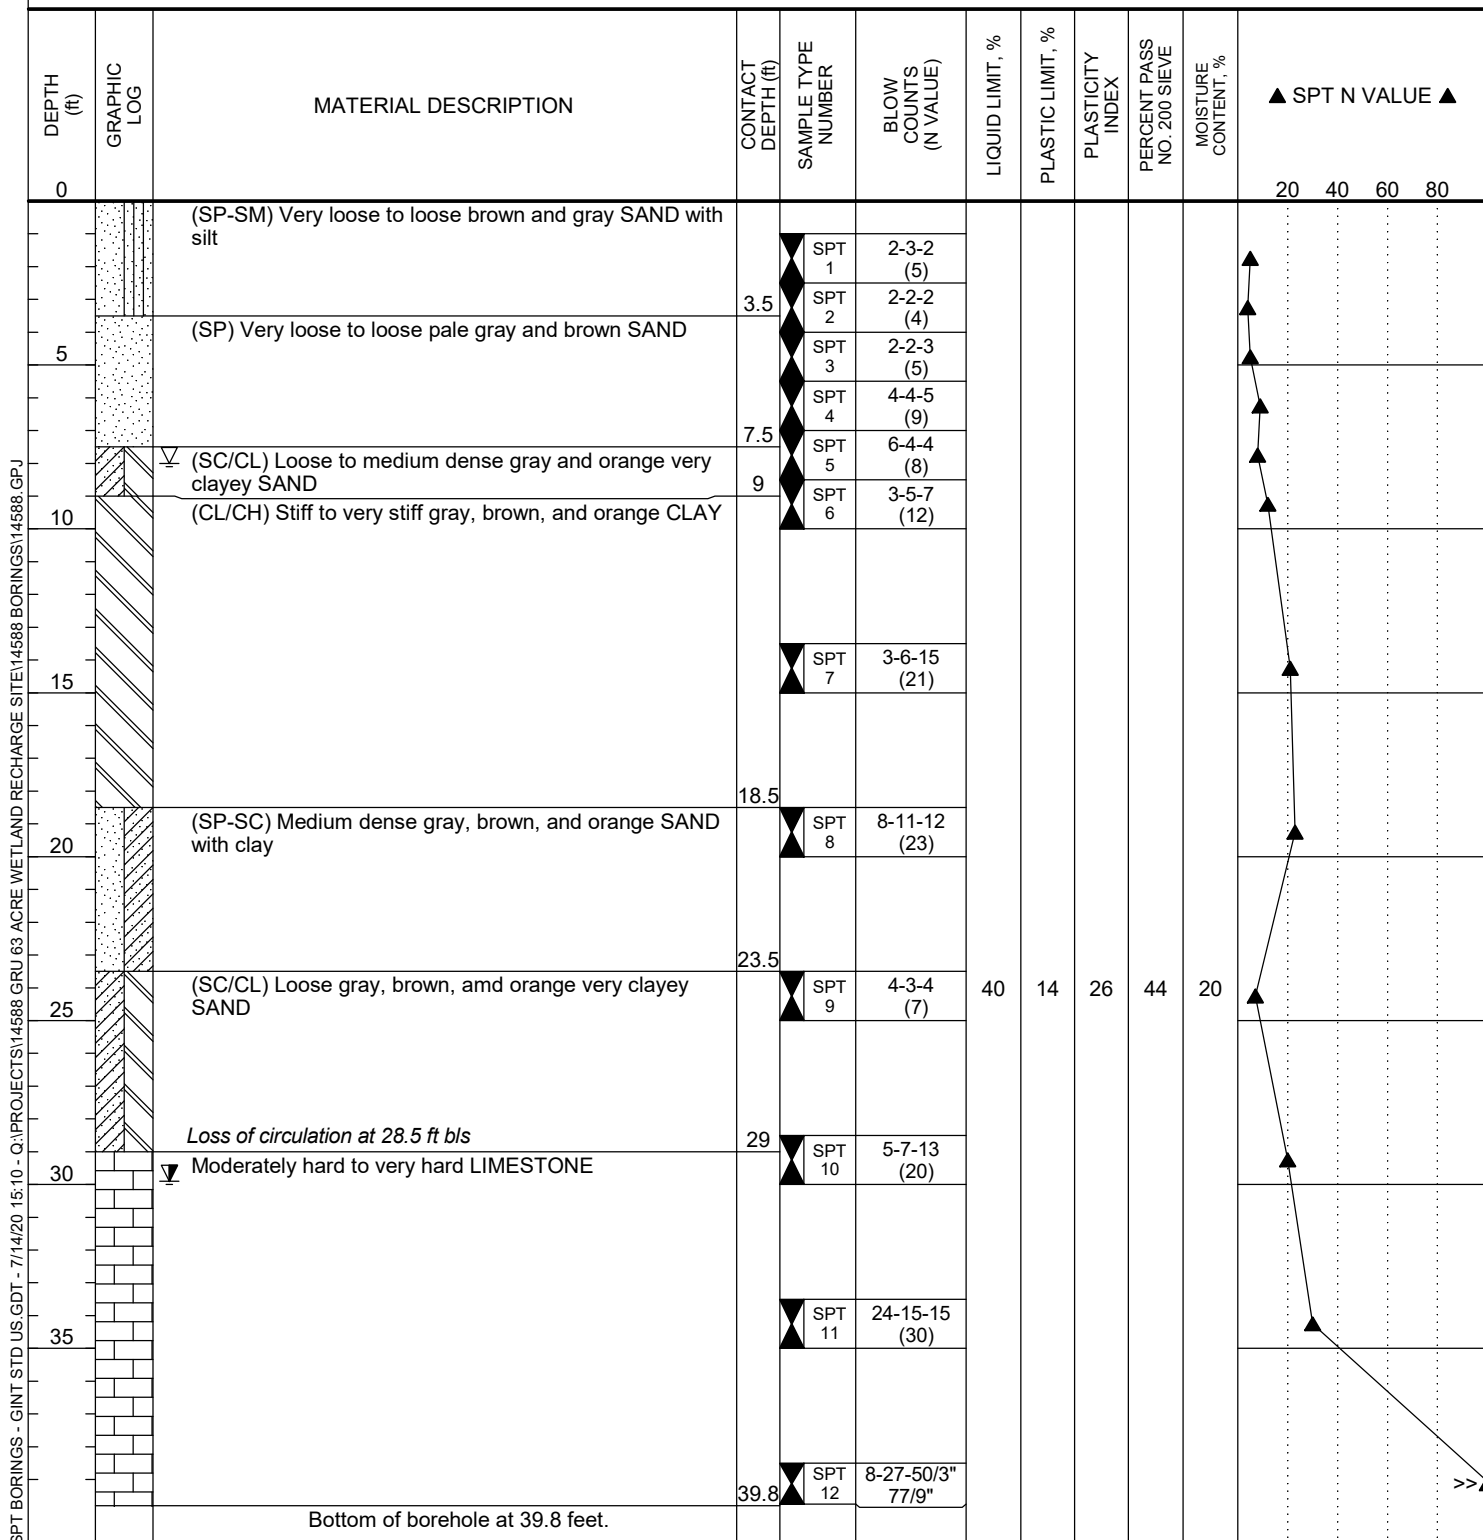 DEPTH
(ft)
GRAPHIC
LOG
MATERIAL DESCRIPTION
CONTACT
DEPTH (ft)
SAMPLE TYPE
NUMBER
BLOW
COUNTS
(N VALUE)
LIQUID LIMIT, %
PLASTIC LIMIT, %
PLASTICITY
INDEX
PERCENT PASS
NO. 200 SIEVE
MOISTURE
CONTENT, %
▲ SPT N VALUE ▲
0
20 40 60 80
(SP-SM) Very loose to loose brown and gray SAND with
silt
SPT
1
2-3-2
(5)
3.5
SPT
2
2-2-2
(4)
(SP) Very loose to loose pale gray and brown SAND
5
SPT
3
2-2-3
(5)
SPT
4
4-4-5
(9)
7.5
SPT
5
6-4-4
(8)
(SC/CL) Loose to medium dense gray and orange very
clayey SAND
9
SPT
6
3-5-7
(12)
(CL/CH) Stiff to very stiff gray, brown, and orange CLAY
10
SPT
7
3-6-15
(21)
15
18.5
(SP-SC) Medium dense gray, brown, and orange SAND
with clay
SPT
8
8-11-12
(23)
20
23.5
(SC/CL) Loose gray, brown, amd orange very clayey
SAND
SPT
9
4-3-4
(7)
40 14 26 44 20
25
Loss of circulation at 28.5 ft bls
29
SPT
10
5-7-13
(20)
Moderately hard to very hard LIMESTONE
30
SPT
11
24-15-15
(30)
35
39.8
SPT
12
8-27-50/3"
77/9"
>>
Bottom of borehole at 39.8 feet.
SPT BORINGS - GINT STD US.GDT - 7/14/20 15:10 - Q:\PROJECTS\14588 GRU 63 ACRE WETLAND RECHARGE SITE\14588 BORINGS\14588.GPJ